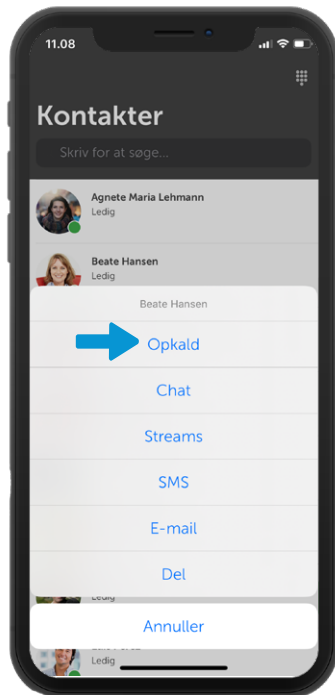 11.08
Kontakter
Skriv for at søge...
Agnete Maria Lehmann
Ledig
Beate Hansen
Ledig
Beate Hansen
Opkald
Chat
Streams
SMS
E-mail
Del
Ledig
Annuller
Ledig